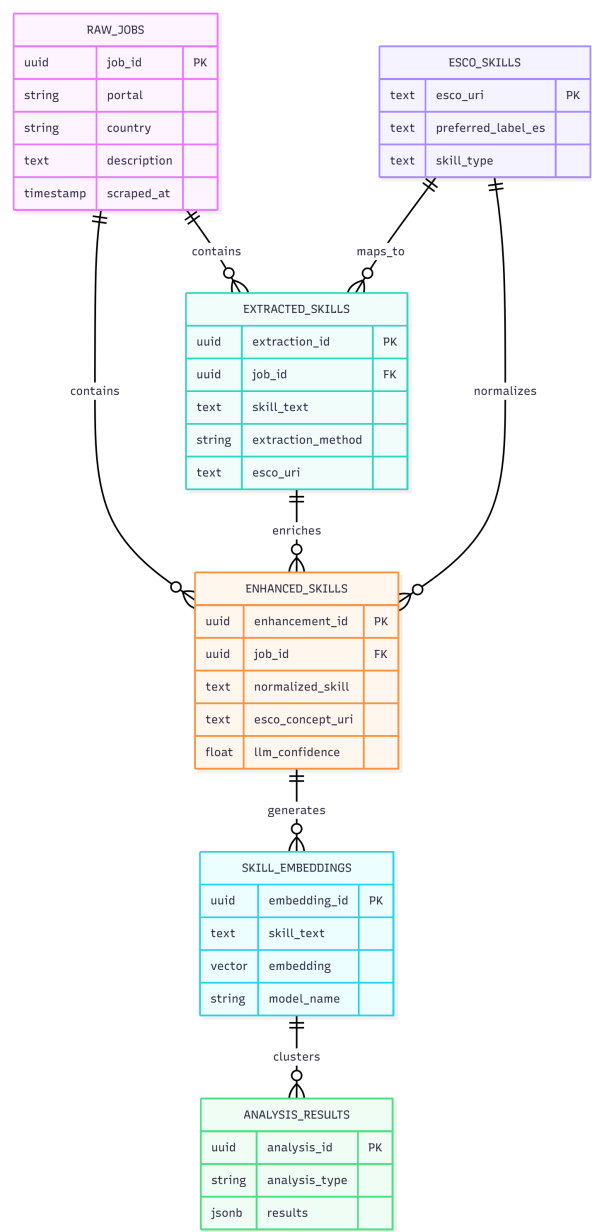 RAW_JOBS
uuid job_id PK
string portal
string country
text description
timestamp scraped_at
ESCO_SKILLS
text esco_uri PK
text preferred_label_es
text skill_type
contains
maps_to
EXTRACTED_SKILLS
uuid extraction_id PK
uuid job_id FK
text skill_text
string extraction_method
text esco_uri
contains
normalizes
enriches
ENHANCED_SKILLS
uuid enhancement_id PK
uuid job_id FK
text normalized_skill
text esco_concept_uri
float llm_confidence
generates
SKILL_EMBEDDINGS
uuid embedding_id PK
text skill_text
vector embedding
string model_name
clusters
ANALYSIS_RESULTS
uuid analysis_id PK
string analysis_type
jsonb results